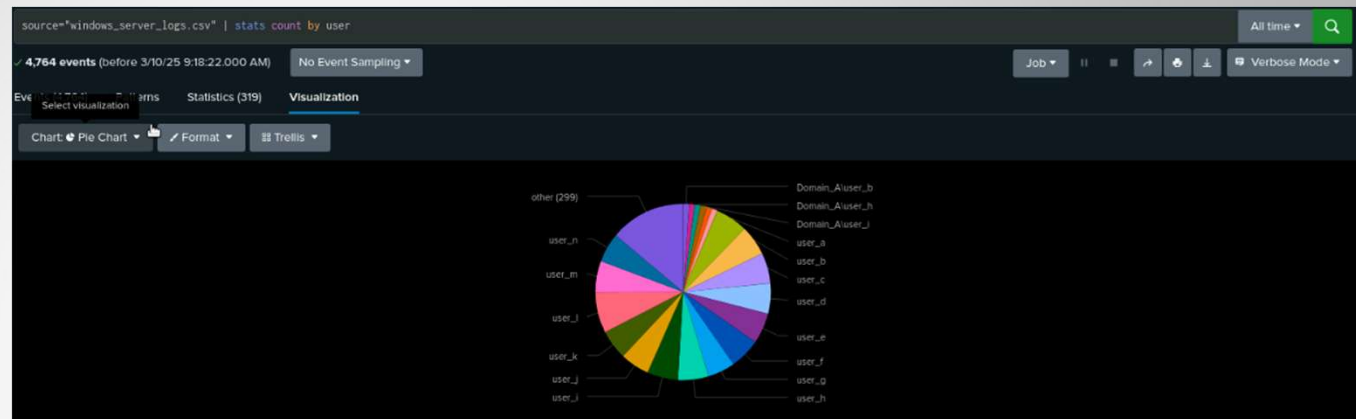 source="windows_server_logs.csv" | stats count by user
All time
4,764 events (before 3/10/25 9:18:22.000 AM)
No Event Sampling
Job
Verbose Mode
Select visualization
Statistics (319)
Visualization
Chart: Pie Chart
Format
Trellis
other (299)
user_n
user_m
user_l
user_k
user_j
user_i
Domain_A\user_b
Domain_A\user_h
Domain_A\user_i
user_a
user_b
user_c
user_d
user_e
user_f
user_g
user_h